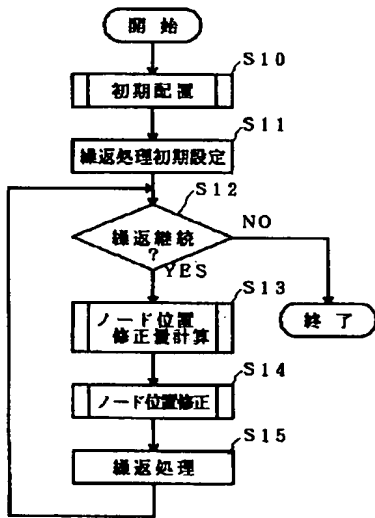 開始
S10
初期配置
S11
繰返処理初期設定
S12
繰返継続
?
NO
YES
S13
ノード位置
修正量計算
終了
S14
ノード位置修正
S15
繰返処理